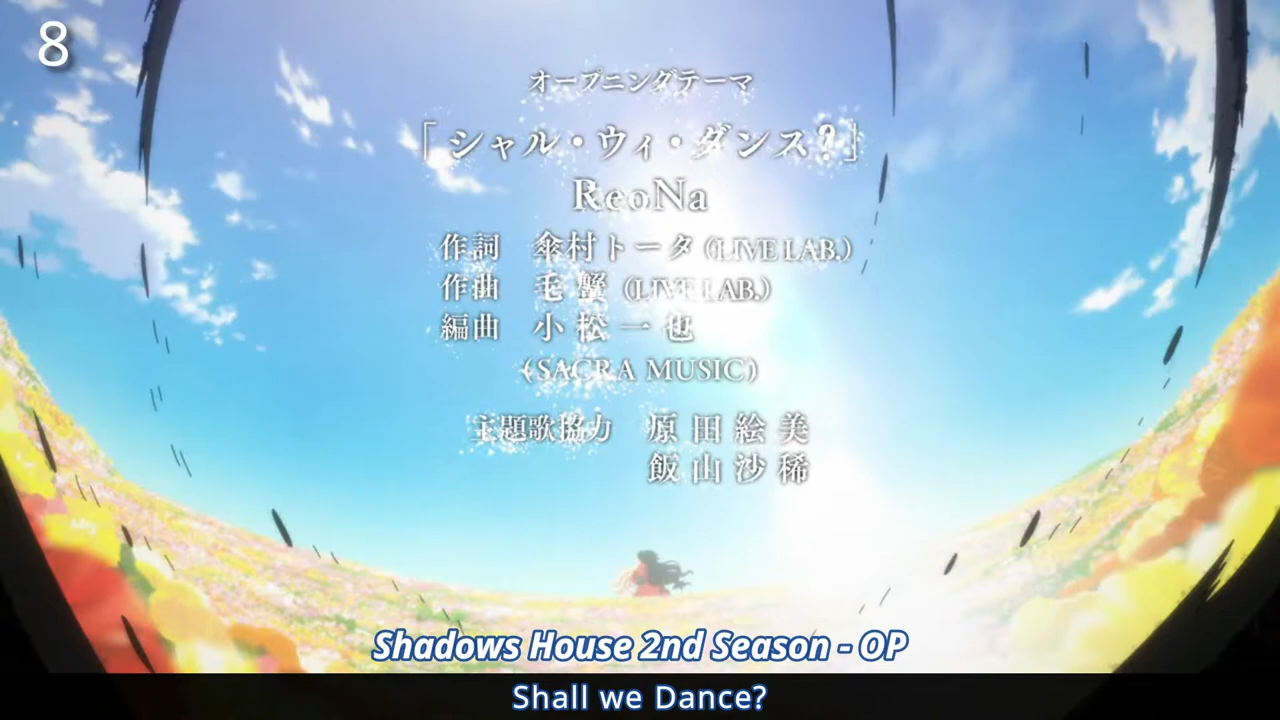 8
オープニングテーマ
「シャル・ウィ・ダンス?」
ReoNa
作詞 傘村トータ(LIVE LAB.)
作曲 毛蟹(LIVE LAB.)
編曲 小松一也
(SACRA MUSIC)
主題歌協力 原田絵美
飯山沙稀
Shadows House 2nd Season - OP
Shall we Dance?